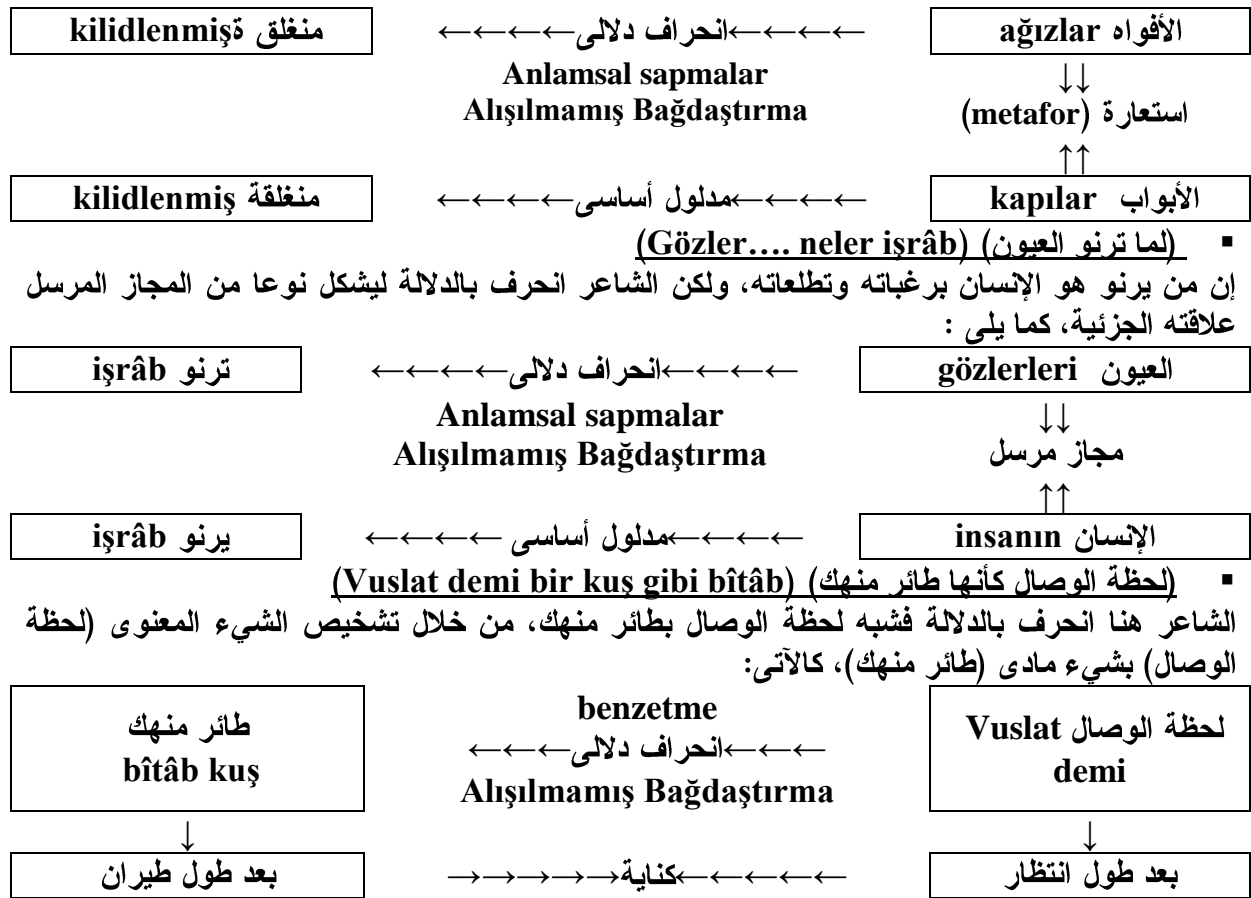 الأفواه ağızlar ←←←←انحراف دلالى←←←← منغلق ةkilidlenmiş
↓↓ Anlamsal sapmalar
استعارة (metafor) Alışılmamış Bağdaştırma
↑↑
الأبواب kapılar ←←←←مدلول أساسى←←←← منغلقة kilidlenmiş
▪ (لما ترنو العيون) (Gözler…. neler işrâb)
إن من يرنو هو الإنسان برغباته وتطلعاته، ولكن الشاعر انحرف بالدلالة ليشكل نوعا من المجاز المرسل
علاقته الجزئية، كما يلى :
العيون gözlerleri ←←←←انحراف دلالى←←←← ترنو işrâb
↓↓ Anlamsal sapmalar
مجاز مرسل Alışılmamış Bağdaştırma
↑↑
الإنسان insanın ←←←←مدلول أساسى ←←←← يرنو işrâb
▪ (لحظة الوصال كأنها طائر منهك) (Vuslat demi bir kuş gibi bîtâb)
الشاعر هنا انحرف بالدلالة فشبه لحظة الوصال بطائر منهك، من خلال تشخيص الشيء المعنوى (لحظة
الوصال) بشيء مادى (طائر منهك)، كالآتى:
لحظة الوصال Vuslat
demi
benzetme
←←←انحراف دلالى←←←
Alışılmamış Bağdaştırma
طائر منهك
bîtâb kuş
↓ ↓
بعد طول انتظار ←←←←←كناية→→→→→ بعد طول طيران